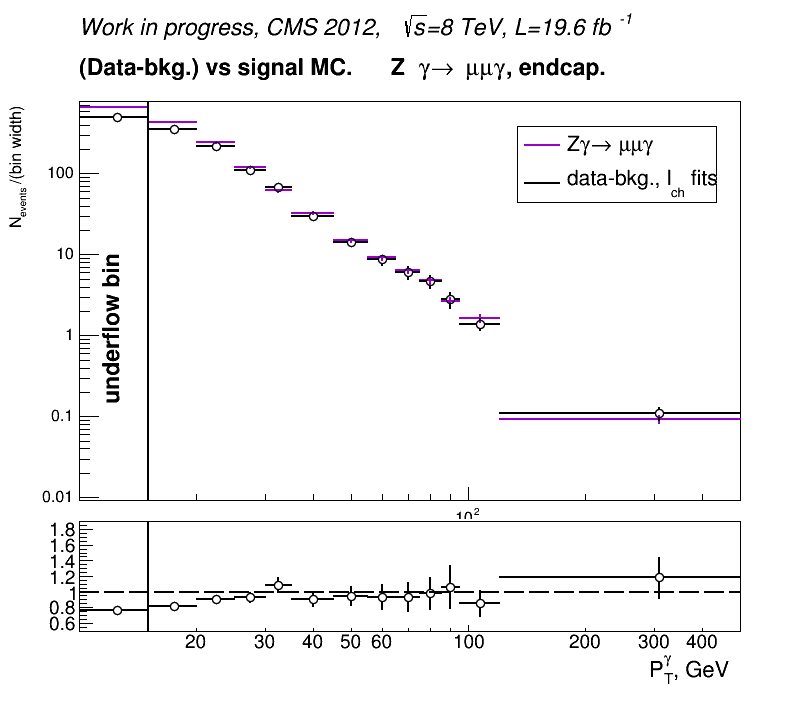 Work in progress, CMS 2012, √s=8 TeV, L=19.6 fb -1
(Data-bkg.) vs signal MC. Z γ→ μμγ, endcap.
N events /(bin width)
100
10
1
0.1
0.01
underflow bin
Zγ→ μμγ
data-bkg., I ch fits
10²
1.8
1.6
1.4
1.2
1
0.8
0.6
20 30 40 50 60 100 200 300 400
P T γ, GeV